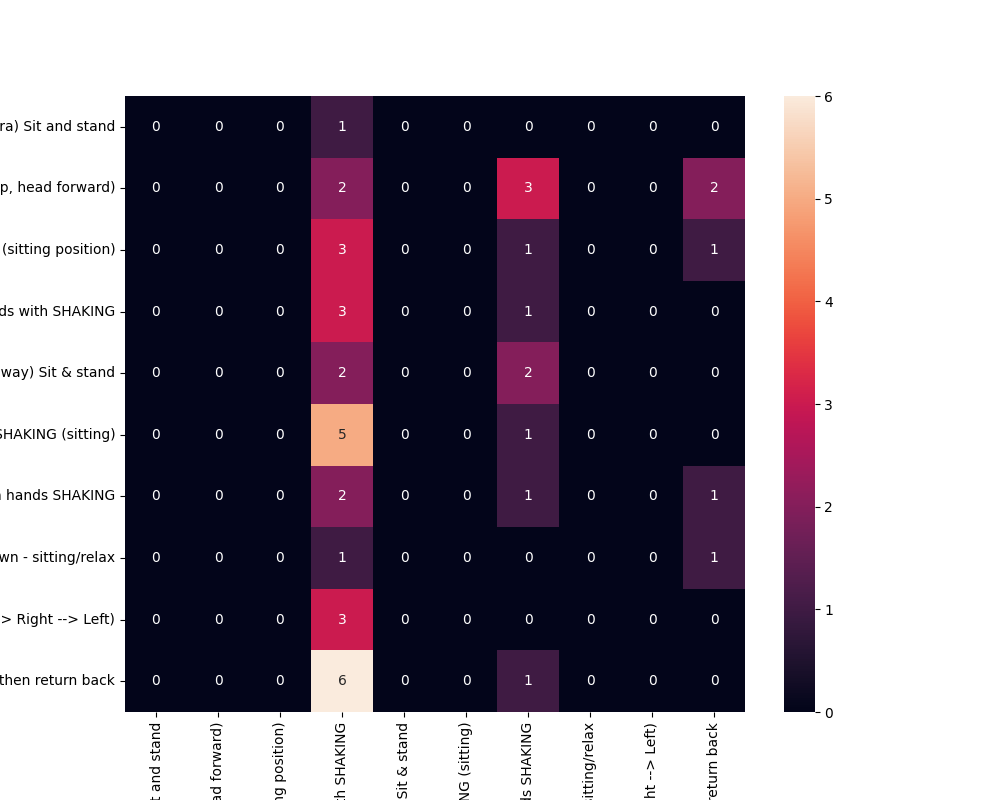 6
ra) Sit and stand 0 0 0 1 0 0 0 0 0 0
5
p, head forward) 0 0 0 2 0 0 3 0 0 2
(sitting position) 0 0 0 3 0 0 1 0 0 1
4
ds with SHAKING 0 0 0 3 0 0 1 0 0 0
way) Sit & stand 0 0 0 2 0 0 2 0 0 0
3
SHAKING (sitting) 0 0 0 5 0 0 1 0 0 0
hands SHAKING 0 0 0 2 0 0 1 0 0 1
2
wn - sitting/relax 0 0 0 1 0 0 0 0 0 1
1
> Right --> Left) 0 0 0 3 0 0 0 0 0 0
then return back 0 0 0 6 0 0 1 0 0 0
0
t and stand
ad forward)
ng position)
th SHAKING
Sit & stand
NG (sitting)
ds SHAKING
sitting/relax
ht --> Left)
return back